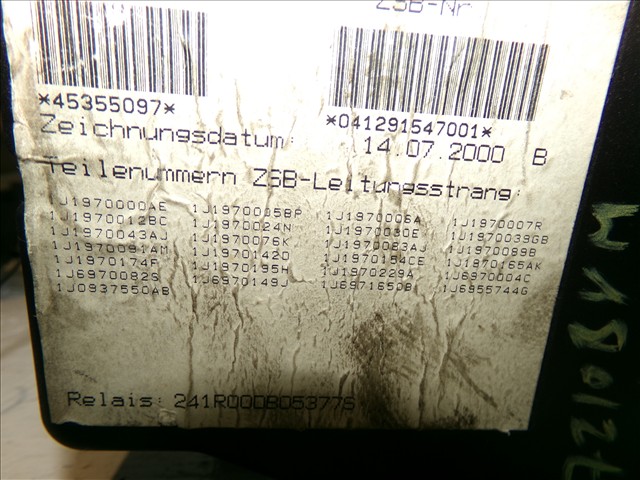 ZSB-Nr
*45355097* *041291547001*
Zeichnungsdatum: 14.07.2000 B
Teilenummern ZSB-Leitungsstrang:
1J1970000AE 1J1970005BP 1J1970006A 1J1970007R
1J1970012BC 1J1970024N 1J1970030E 1J1970039GB
1J1970043AJ 1J1970076K 1J1970083AJ 1J1970089B
1J1970091AM 1J1970142D 1J1970154CE 1J1970165AK
1J1970174F 1J1970195H 1J1970229A 1J6970004C
1J6970082S 1J6970149J 1J6971650B 1J6955744G
1J0937550AB
Relais: 241R0008053776